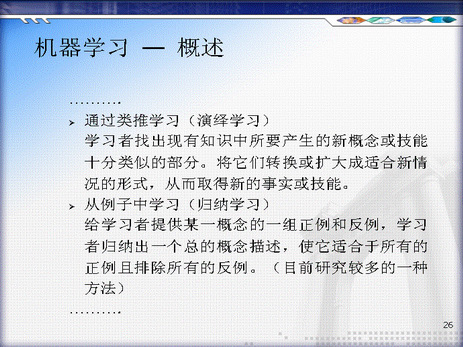 机器学习 — 概述
……….
➢ 通过类推学习（演绎学习）
学习者找出现有知识中所要产生的新概念或技能
十分类似的部分。将它们转换或扩大成适合新情
况的形式，从而取得新的事实或技能。
➢ 从例子中学习（归纳学习）
给学习者提供某一概念的一组正例和反例，学习
者归纳出一个总的概念描述，使它适合于所有的
正例且排除所有的反例。（目前研究较多的一种
方法）
……….
26